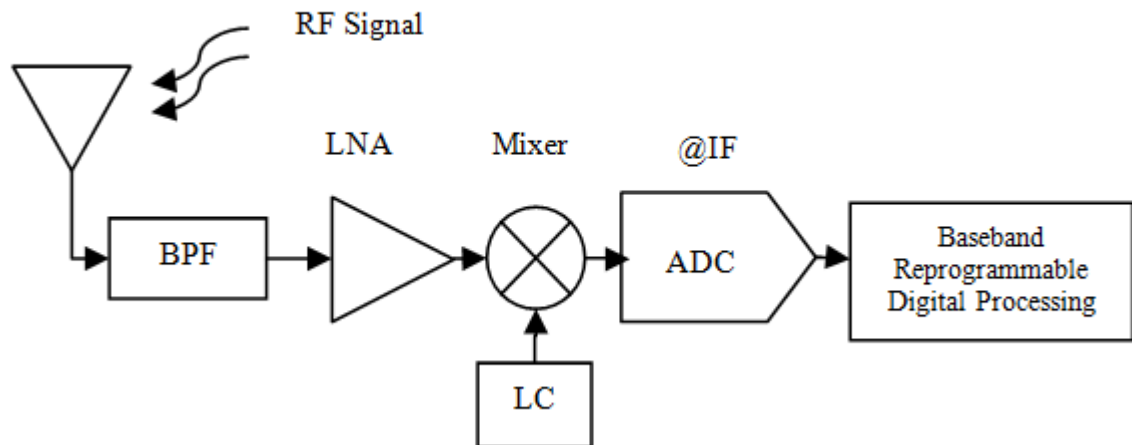 RF Signal
LNA
Mixer
@IF
BPF
ADC
Baseband
Reprogrammable
Digital Processing
LC